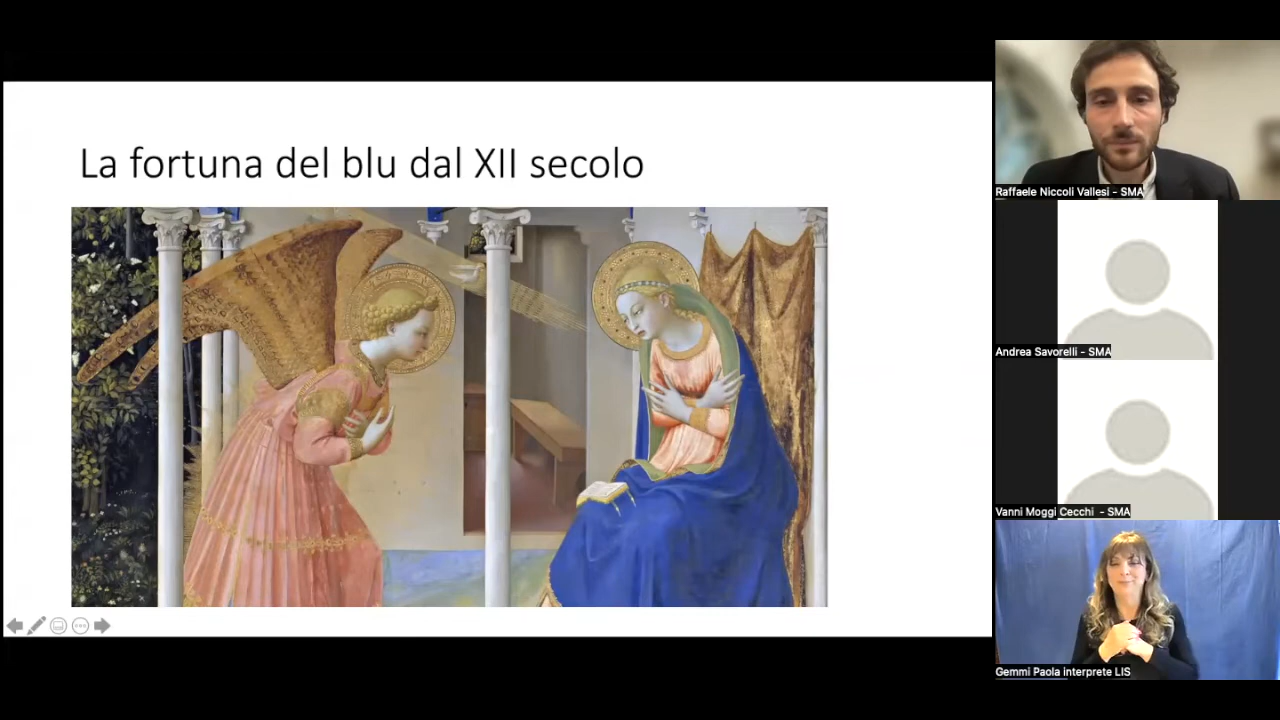 La fortuna del blu dal XII secolo
Raffaele Niccoli Vallesi - SMA
Andrea Savorelli - SMA
Vanni Moggi Cecchi - SMA
Gemmi Paola interprete LIS